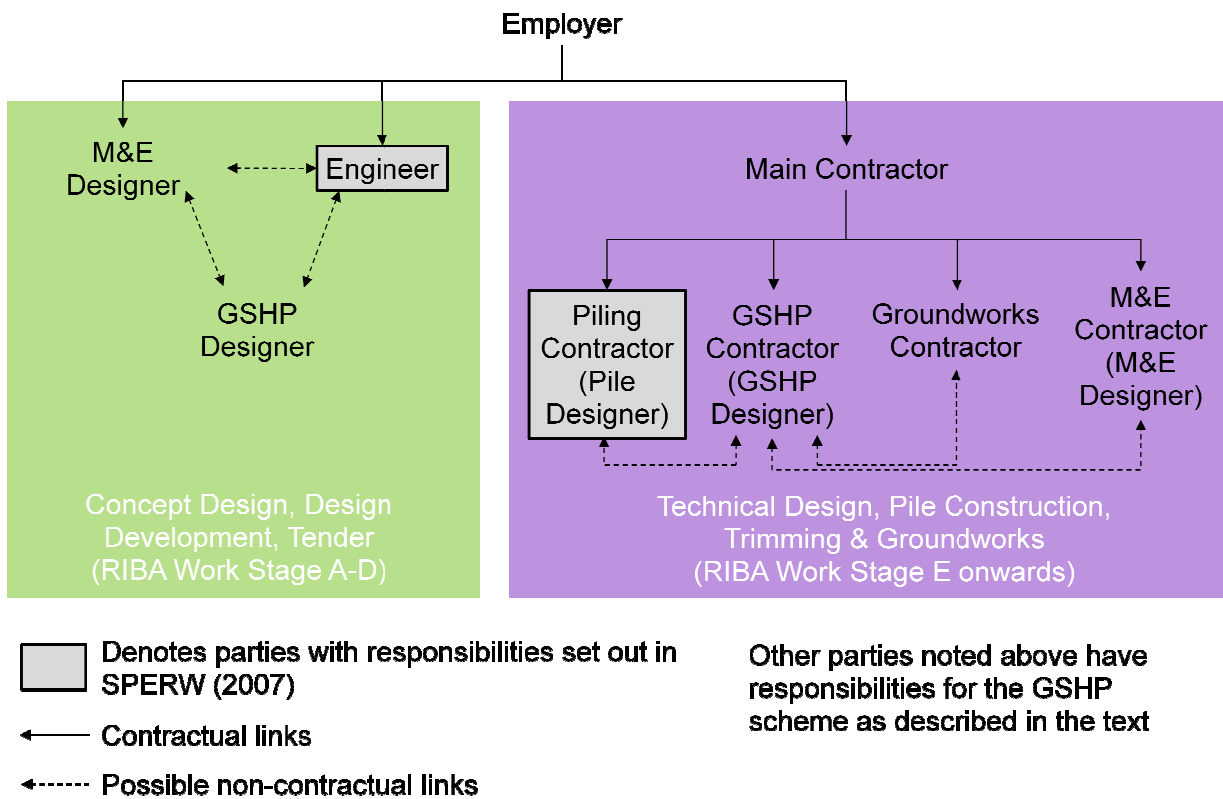 Employer
M&E
Designer
Engineer
GSHP
Designer
Concept Design, Design
Development, Tender
(RIBA Work Stage A-D)
Main Contractor
Piling
Contractor
(Pile
Designer)
GSHP
Contractor
(GSHP
Designer)
Groundworks
Contractor
M&E
Contractor
(M&E
Designer)
Technical Design, Pile Construction,
Trimming & Groundworks
(RIBA Work Stage E onwards)
Denotes parties with responsibilities set out in
SPERW (2007)
Contractual links
Possible non-contractual links
Other parties noted above have
responsibilities for the GSHP
scheme as described in the text